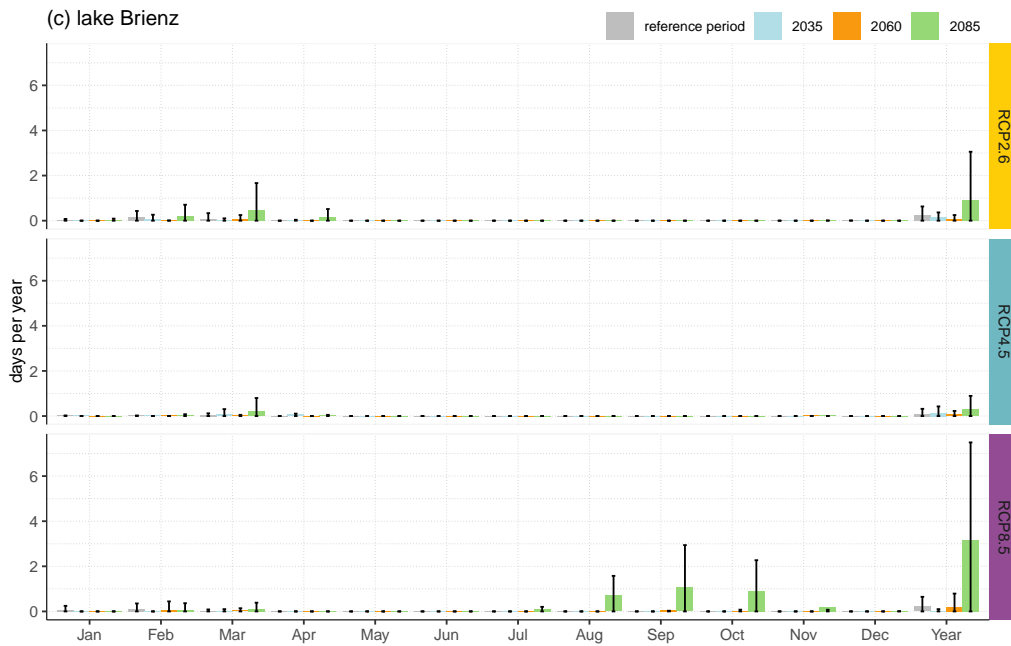 (c) lake Brienz
reference period 2035 2060 2085
days per year
6
4
2
0
RCP2.6
6
4
2
0
RCP4.5
6
4
2
0
RCP8.5
Jan Feb Mar Apr May Jun Jul Aug Sep Oct Nov Dec Year